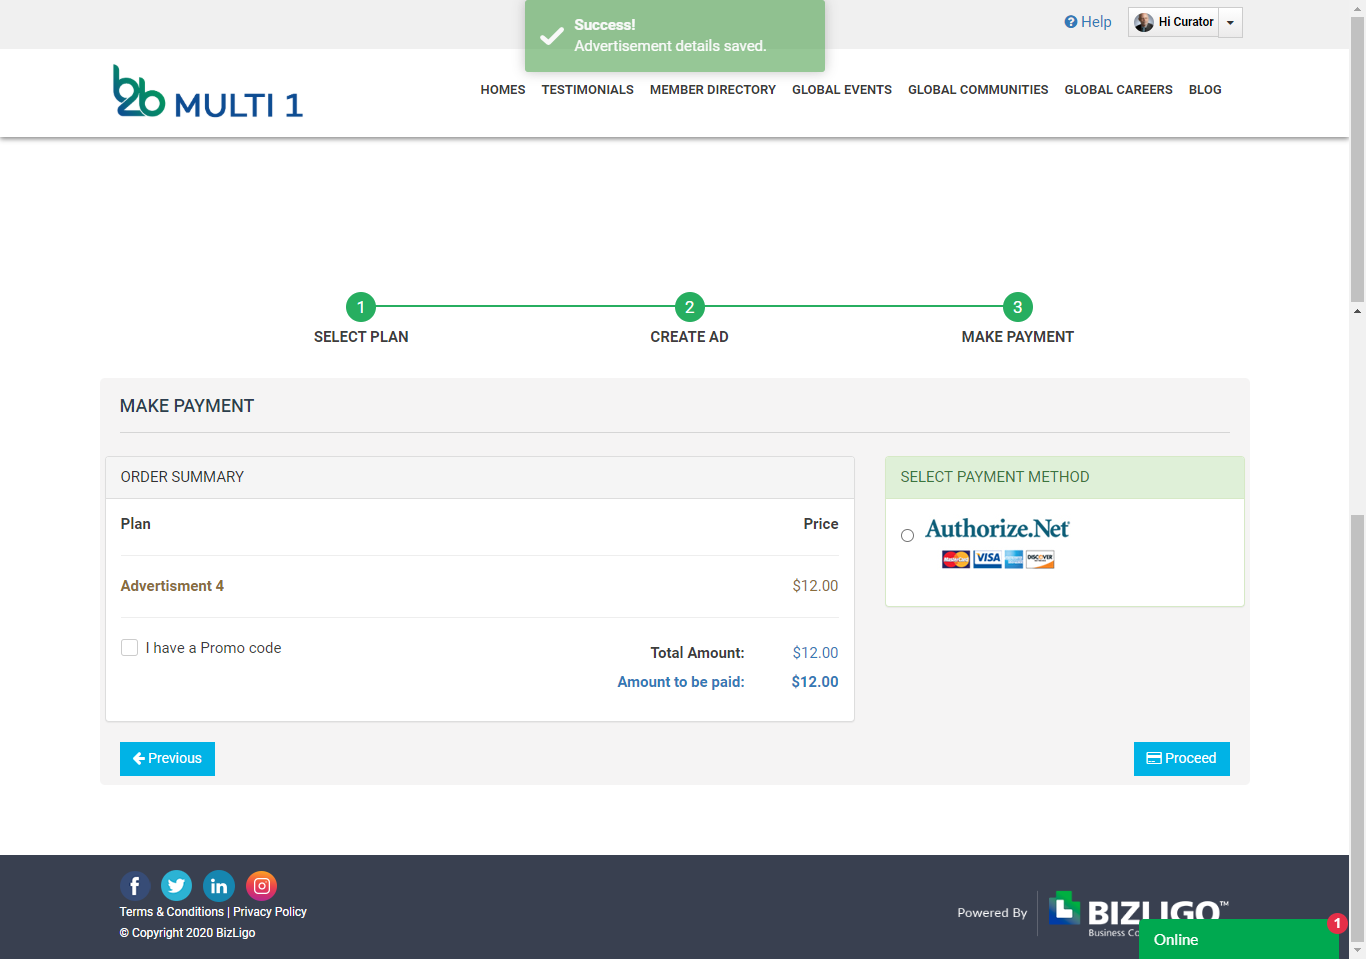 Success!
Advertisement details saved.
Help
Hi Curator
b2b MULTI 1
HOMES TESTIMONIALS MEMBER DIRECTORY GLOBAL EVENTS GLOBAL COMMUNITIES GLOBAL CAREERS BLOG
1 2 3
SELECT PLAN CREATE AD MAKE PAYMENT
MAKE PAYMENT
ORDER SUMMARY
Plan Price
Advertisment 4 $12.00
I have a Promo code
Total Amount: $12.00
Amount to be paid: $12.00
SELECT PAYMENT METHOD
Authorize.Net
MasterCard VISA DISCOVER
Previous
Proceed
Terms & Conditions | Privacy Policy
© Copyright 2020 BizLigo
Powered By
BIZLIGO™
Business
Online
1